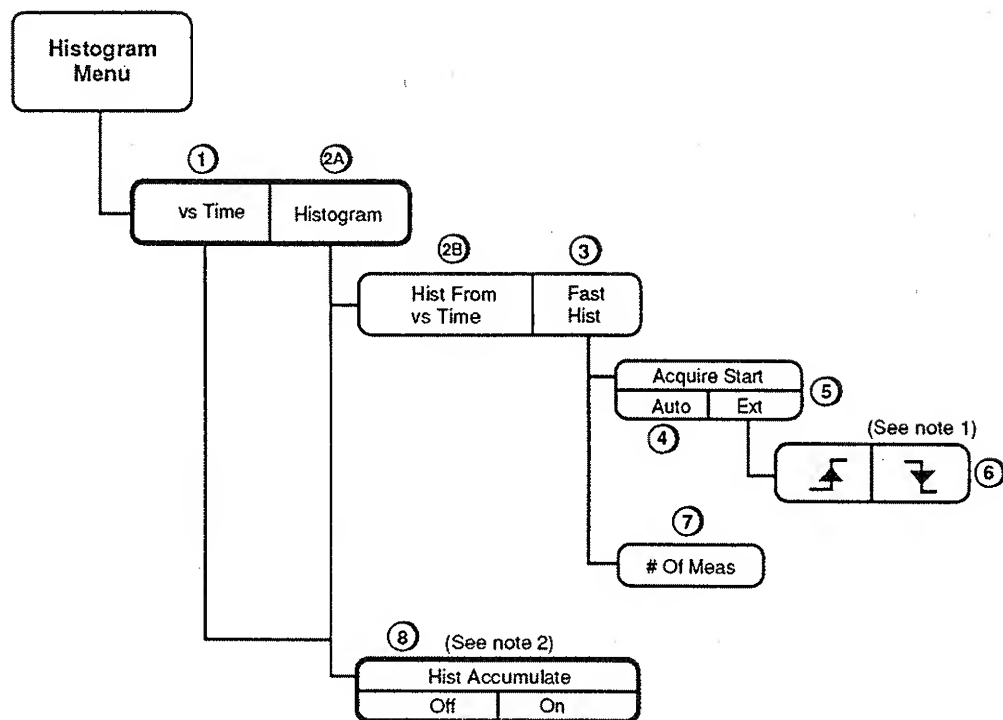 Histogram
Menu
1
2A
vs Time
Histogram
2B
3
Hist From
vs Time
Fast
Hist
Acquire Start
Auto
Ext
5
4
(See note 1)
6
7
# Of Meas
8
(See note 2)
Hist Accumulate
Off
On